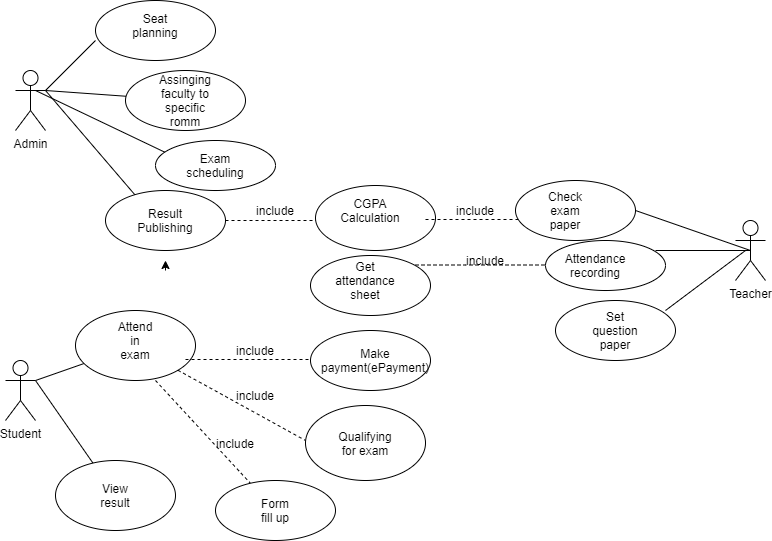 Seat
planning
Assinging
faculty to
specific
romm
Admin
Exam
scheduling
Result
Publishing
include
CGPA
Calculation
include
Check
exam
paper
Get
attendance
sheet
include
Attendance
recording
Teacher
Set
question
paper
Attend
in
exam
include
Make
payment(ePayment)
Student
include
Qualifying
for exam
include
View
result
Form
fill up